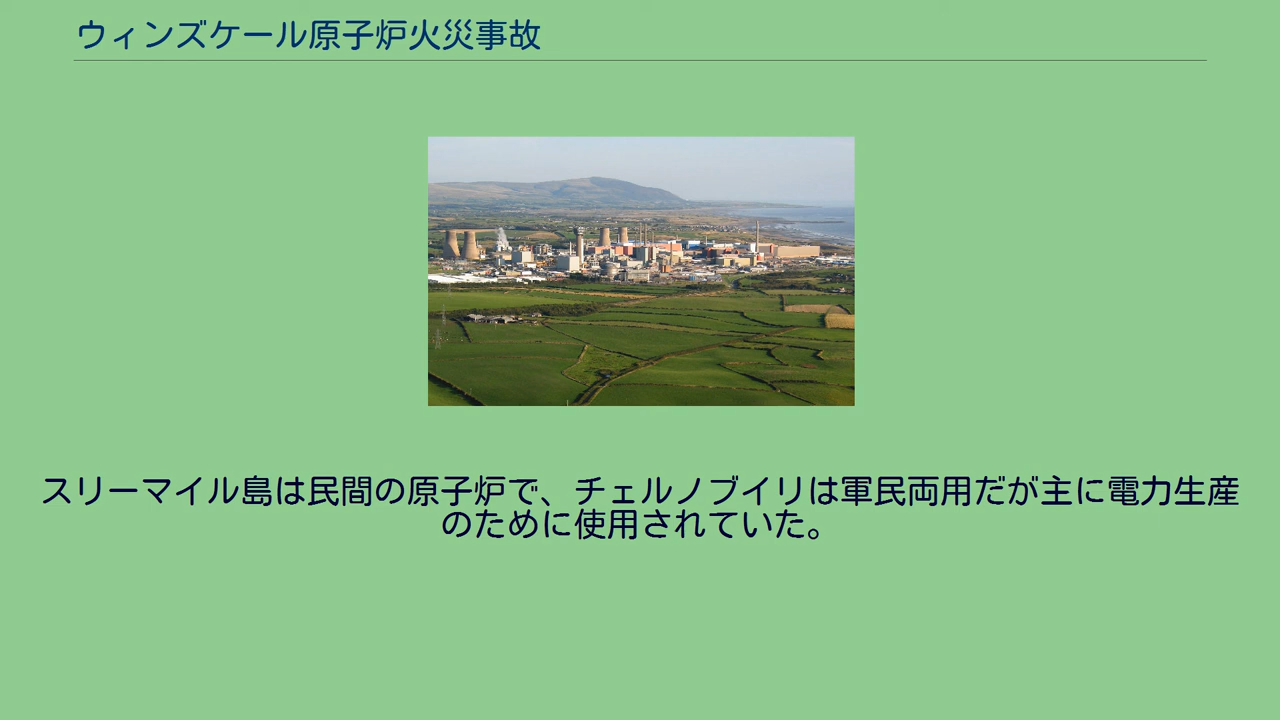 ウィンズケール原子炉火災事故
スリーマイル島は民間の原子炉で、チェルノブイリは軍民両用だが主に電力生産
のために使用されていた。